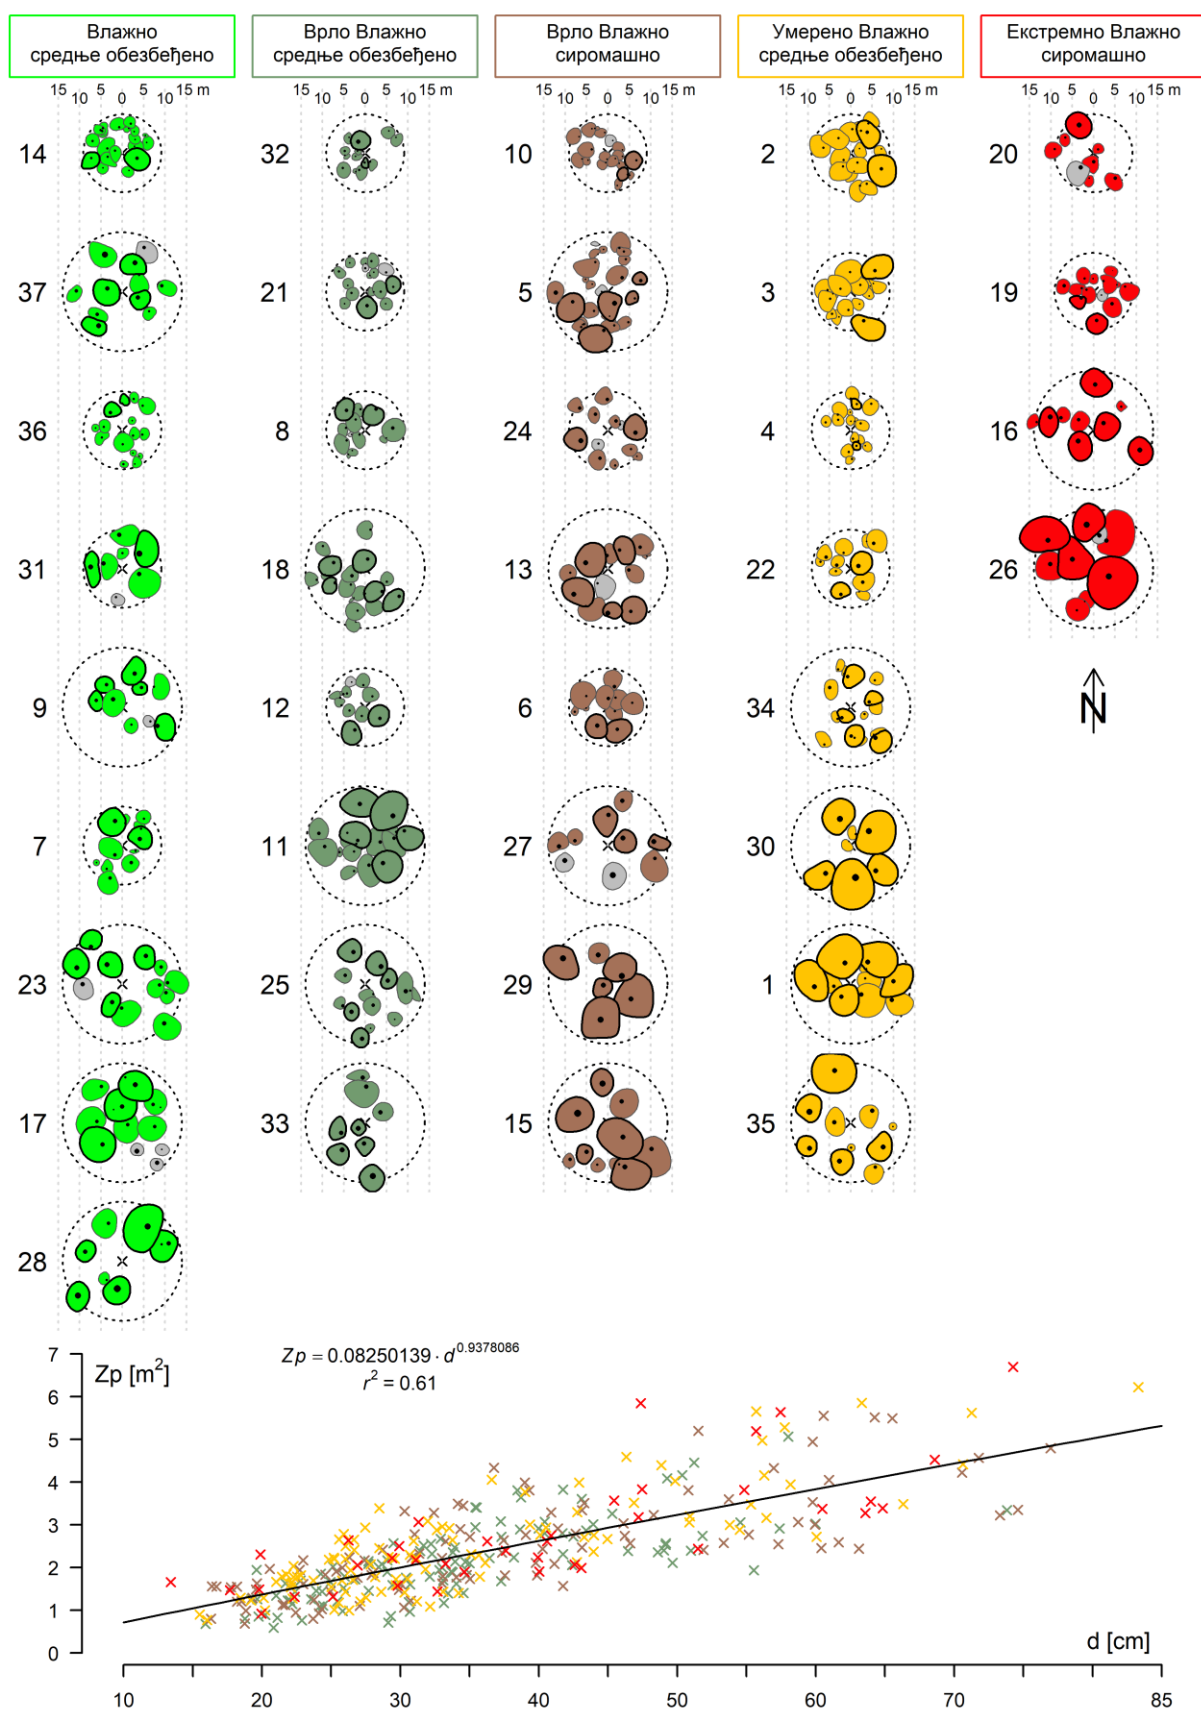 Влажно
средње обезбеђено
Врло Влажно
средње обезбеђено
Врло Влажно
сиромашно
Умерено Влажно
средње обезбеђено
Екстремно Влажно
сиромашно
15 10 5 0 5 10 15 m
15 10 5 0 5 10 15 m
15 10 5 0 5 10 15 m
15 10 5 0 5 10 15 m
15 10 5 0 5 10 15 m
14 32 10 2 20
37 21 5 3 19
36 8 24 4 16
31 18 13 22 26
9 12 6 34
N
7 11 27 30
23 25 29 1
17 33 15 35
28
Zp [m²]
Zp = 0.08250139 · d^0.9378086
r² = 0.61
7
6
5
4
3
2
1
0
d [cm]
10 20 30 40 50 60 70 85